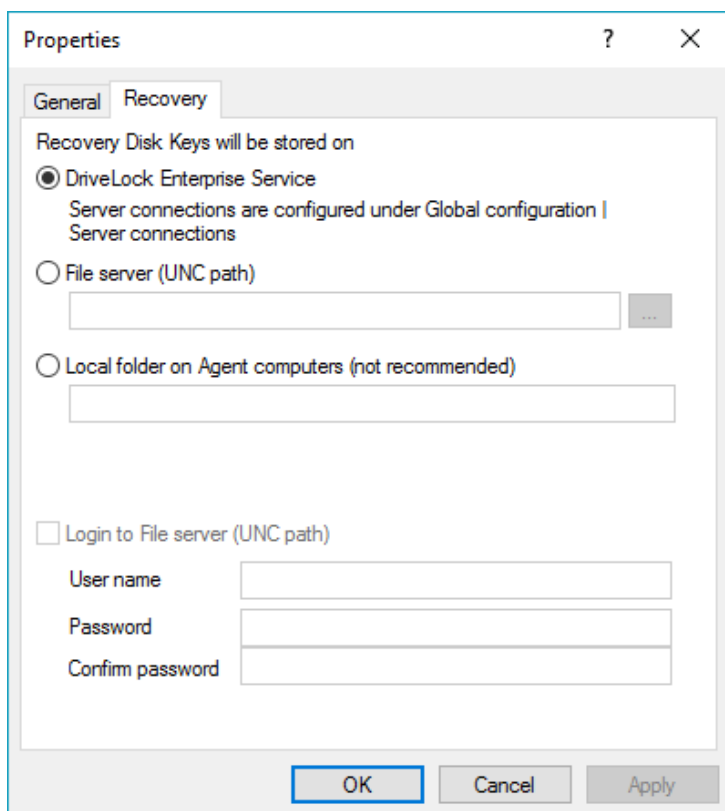 Properties
?
General Recovery
Recovery Disk Keys will be stored on
DriveLock Enterprise Service
Server connections are configured under Global configuration |
Server connections
File server (UNC path)
...
Local folder on Agent computers (not recommended)
Login to File server (UNC path)
User name
Password
Confirm password
OK Cancel Apply